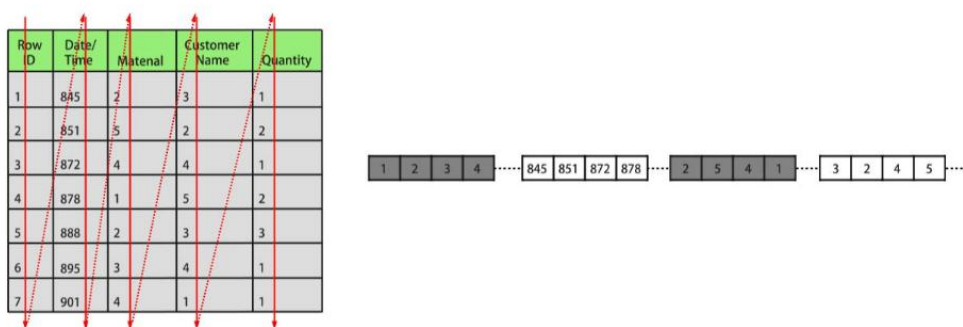 Row ID Date/ Time Matenal Customer Name Quantity
1 845 2 3 1
2 851 5 2 2
3 872 4 4 1
4 878 1 5 2
5 888 2 3 3
6 895 3 4 1
7 901 4 1 1
1 2 3 4 845 851 872 878 2 5 4 1 3 2 4 5